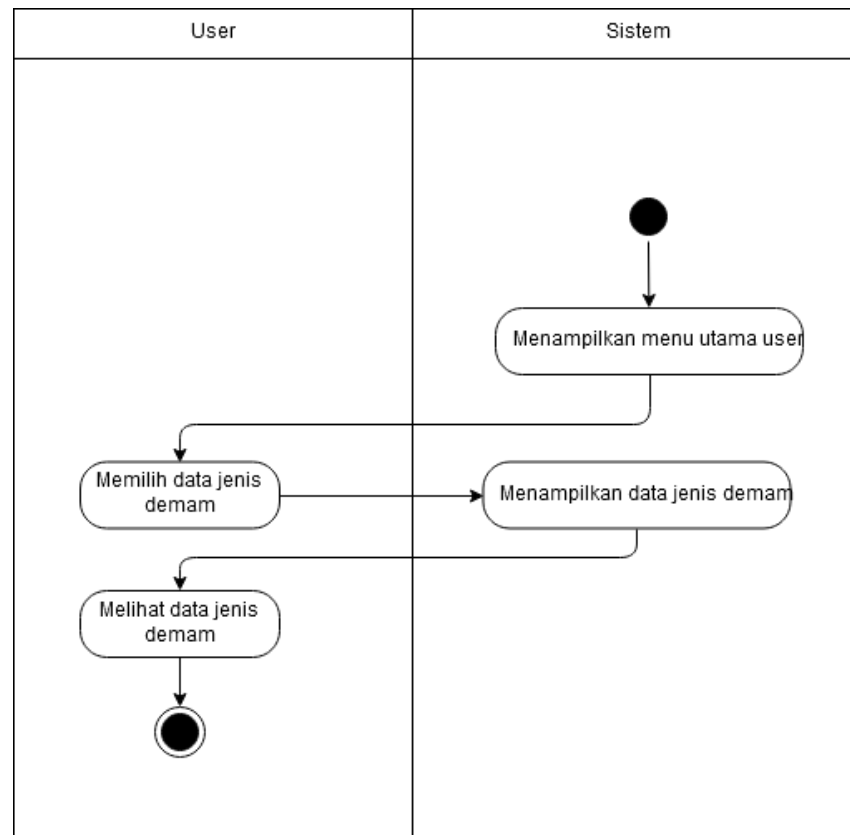 User
Sistem
Menampilkan menu utama user
Memilih data jenis
demam
Menampilkan data jenis demam
Melihat data jenis
demam